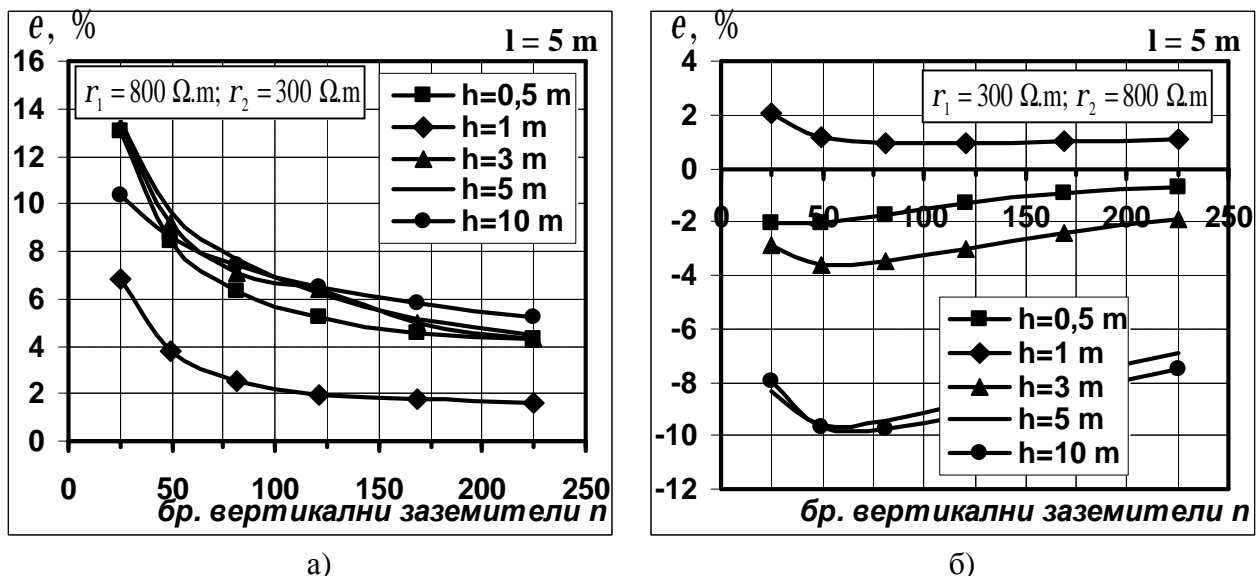 e, %
l = 5 m
r₁ = 800 Ω.m; r₂ = 300 Ω.m
h=0,5 m
h=1 m
h=3 m
h=5 m
h=10 m
16
14
12
10
8
6
4
2
0
0 50 100 150 200 250
бр. вертикални заземители n
а)
e, %
l = 5 m
r₁ = 300 Ω.m; r₂ = 800 Ω.m
4
2
0
-2
-4
-6
-8
-10
-12
0 50 100 150 200 250
h=0,5 m
h=1 m
h=3 m
h=5 m
h=10 m
бр. вертикални заземители n
б)